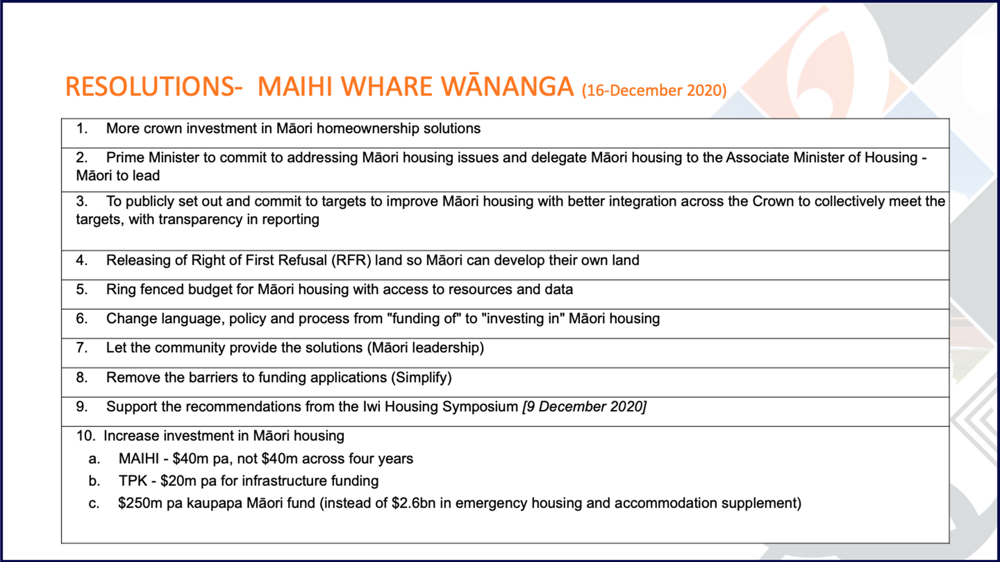 RESOLUTIONS- MAIHI WHARE WĀNANGA (16-December 2020)
1. More crown investment in Māori homeownership solutions
2. Prime Minister to commit to addressing Māori housing issues and delegate Māori housing to the Associate Minister of Housing -
Māori to lead
3. To publicly set out and commit to targets to improve Māori housing with better integration across the Crown to collectively meet the
targets, with transparency in reporting
4. Releasing of Right of First Refusal (RFR) land so Māori can develop their own land
5. Ring fenced budget for Māori housing with access to resources and data
6. Change language, policy and process from "funding of" to "investing in" Māori housing
7. Let the community provide the solutions (Māori leadership)
8. Remove the barriers to funding applications (Simplify)
9. Support the recommendations from the Iwi Housing Symposium [9 December 2020]
10. Increase investment in Māori housing
a. MAIHI - $40m pa, not $40m across four years
b. TPK - $20m pa for infrastructure funding
c. $250m pa kaupapa Māori fund (instead of $2.6bn in emergency housing and accommodation supplement)